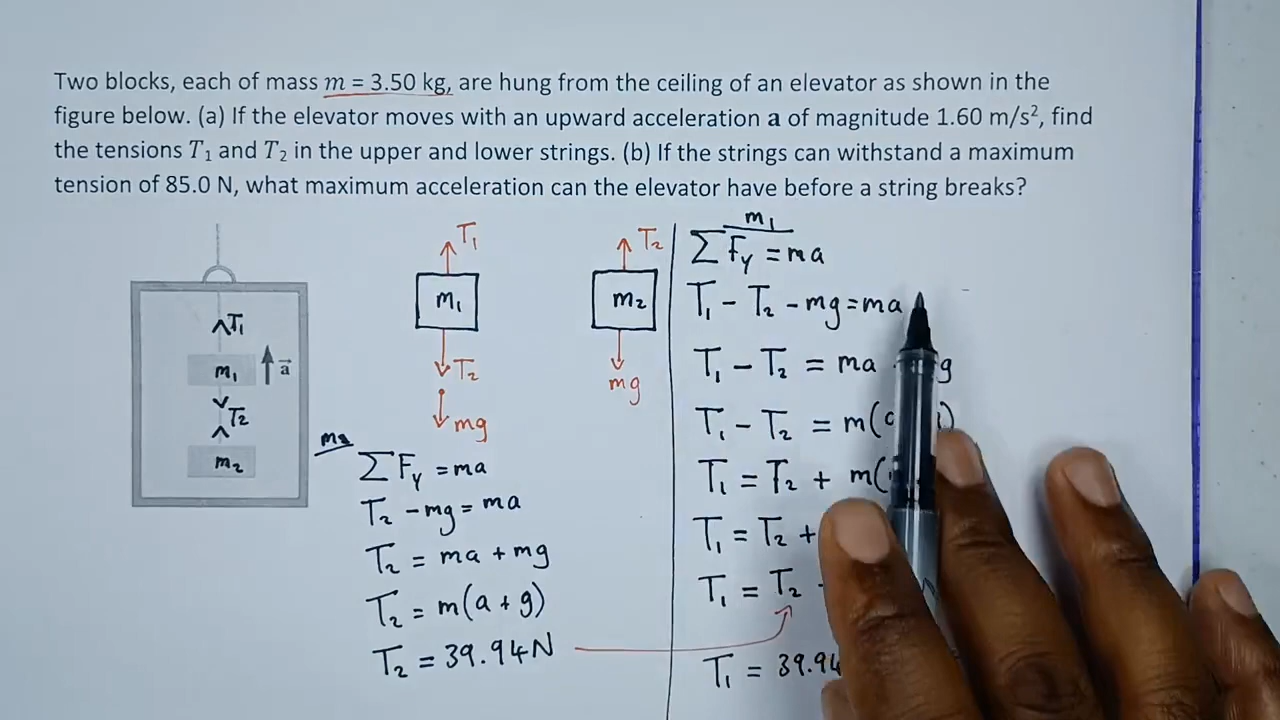 Two blocks, each of mass m = 3.50 kg, are hung from the ceiling of an elevator as shown in the
figure below. (a) If the elevator moves with an upward acceleration a of magnitude 1.60 m/s², find
the tensions T₁ and T₂ in the upper and lower strings. (b) If the strings can withstand a maximum
tension of 85.0 N, what maximum acceleration can the elevator have before a string breaks?
T₁
m₁
a⃗
T₂
m₂
T₁
m₁
T₂
mg
T₂
m₂
mg
ΣF_y = ma
T₂ - mg = ma
T₂ = ma + mg
T₂ = m(a + g)
T₂ = 39.94N
m₁
ΣF_y = ma
T₁ - T₂ - mg = ma
T₁ - T₂ = ma g
T₁ - T₂ = m( )
T₁ = T₂ + m(
T₁ = T₂ +
T₁ = T₂
T₁ = 39.94